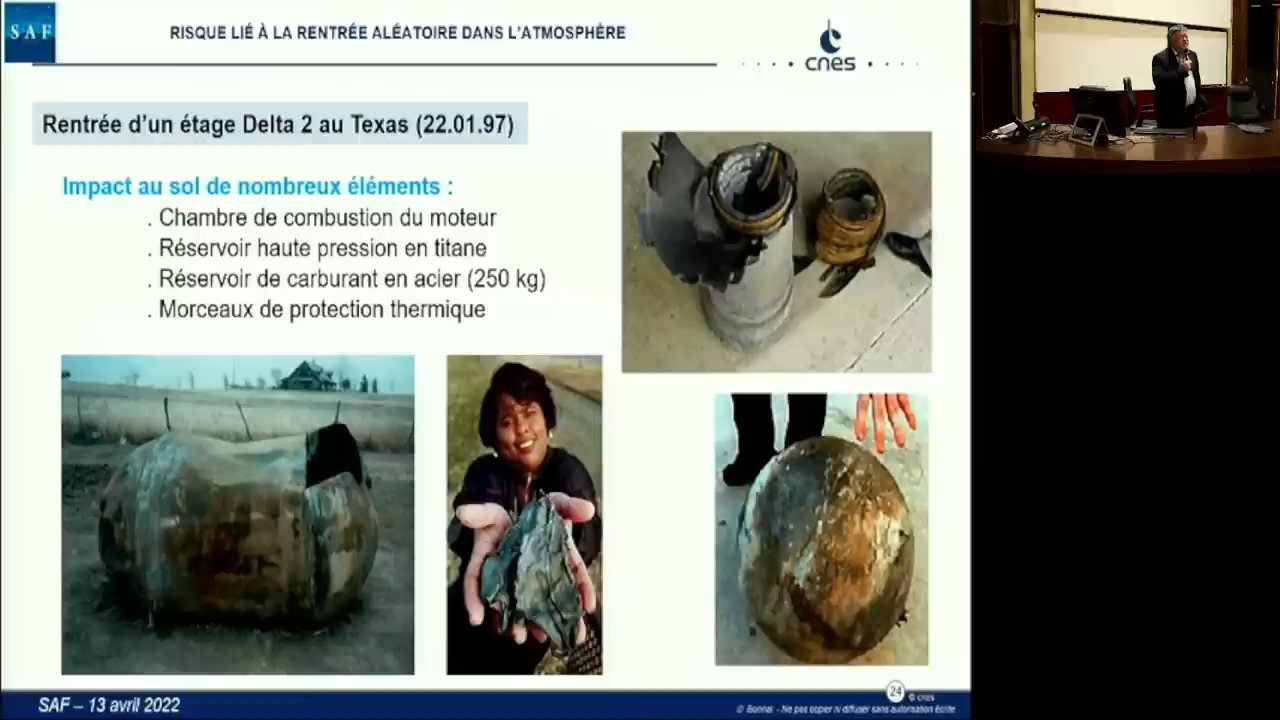 SAF
RISQUE LIÉ À LA RENTRÉE ALÉATOIRE DANS L'ATMOSPHÈRE
cnes
Rentrée d'un étage Delta 2 au Texas (22.01.97)
Impact au sol de nombreux éléments :
. Chambre de combustion du moteur
. Réservoir haute pression en titane
. Réservoir de carburant en acier (250 kg)
. Morceaux de protection thermique
SAF – 13 avril 2022
24
© cnes
© Bonnal - Ne pas copier ni diffuser sans autorisation écrite